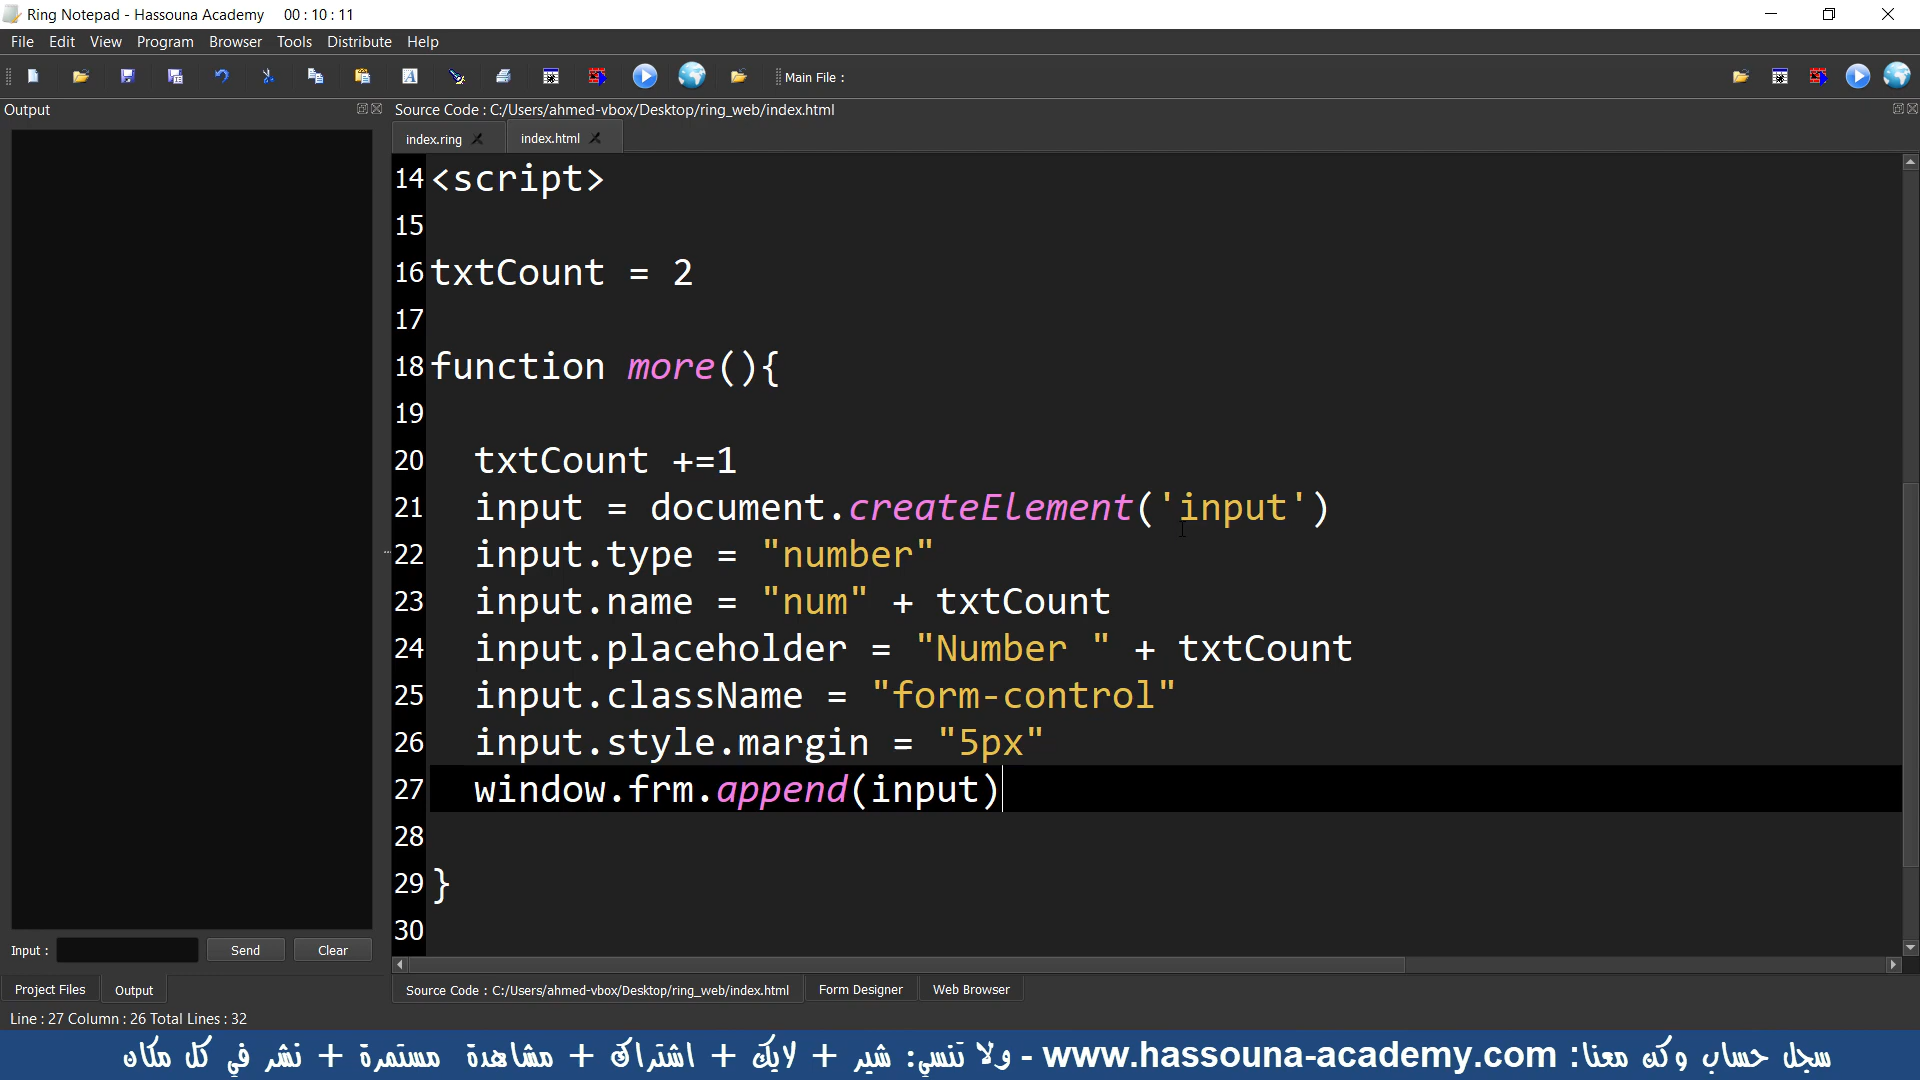 Ring Notepad - Hassouna Academy 00 : 10 : 11
File Edit View Program Browser Tools Distribute Help
Main File :
Output
Source Code : C:/Users/ahmed-vbox/Desktop/ring_web/index.html
index.ring index.html
14 <script>
15
16 txtCount = 2
17
18 function more(){
19
20 txtCount +=1
21 input = document.createElement('input')
22 input.type = "number"
23 input.name = "num" + txtCount
24 input.placeholder = "Number " + txtCount
25 input.className = "form-control"
26 input.style.margin = "5px"
27 window.frm.append(input)
28
29 }
30
Input : Send Clear
Project Files Output
Source Code : C:/Users/ahmed-vbox/Desktop/ring_web/index.html Form Designer Web Browser
Line : 27 Column : 26 Total Lines : 32
سجل حساب وكن معنا: www.hassouna-academy.com - ولا تنسي: شير + لايك + اشتراك + مشاهدة مستمرة + نشر في كل مكان